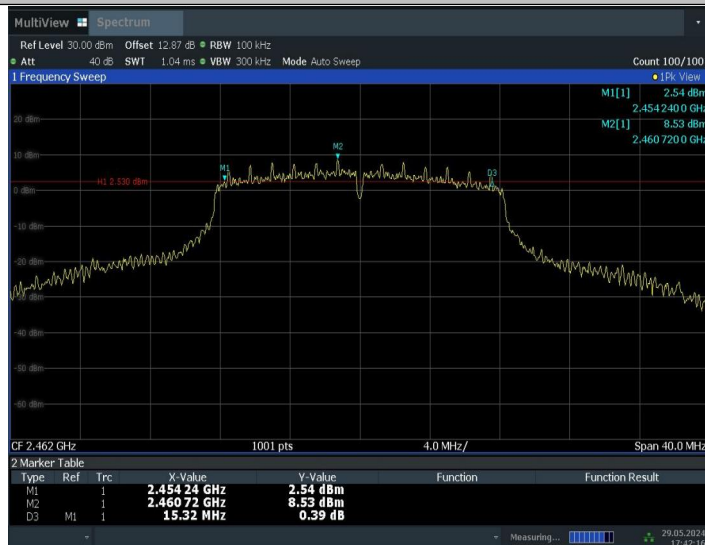 MultiView Spectrum
Ref Level 30.00 dBm Offset 12.87 dB RBW 100 kHz
Att 40 dB SWT 1.04 ms VBW 300 kHz Mode Auto Sweep Count 100/100
1 Frequency Sweep 1Pk View
M1[1] 2.54 dBm
2.454 240 0 GHz
M2[1] 8.53 dBm
2.460 720 0 GHz
20 dBm
M2
10 dBm
M1
D3
H1 2.530 dBm
0 dBm
-10 dBm
-20 dBm
-30 dBm
-40 dBm
-50 dBm
-60 dBm
CF 2.462 GHz 1001 pts 4.0 MHz/ Span 40.0 MHz
2 Marker Table
Type Ref Trc X-Value Y-Value Function Function Result
M1 1 2.454 24 GHz 2.54 dBm
M2 1 2.460 72 GHz 8.53 dBm
D3 M1 1 15.32 MHz 0.39 dB
Measuring... 29.05.2024
17:42:16